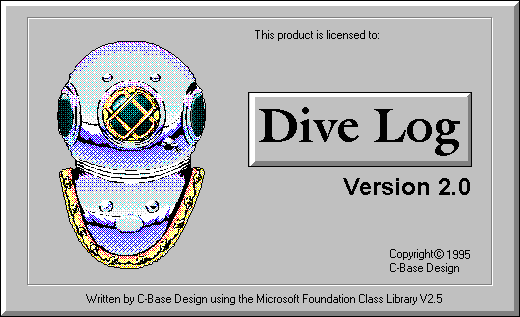 This product is licensed to:
Dive Log
Version 2.0
Copyright© 1995
C-Base Design
Written by C-Base Design using the Microsoft Foundation Class Library V2.5